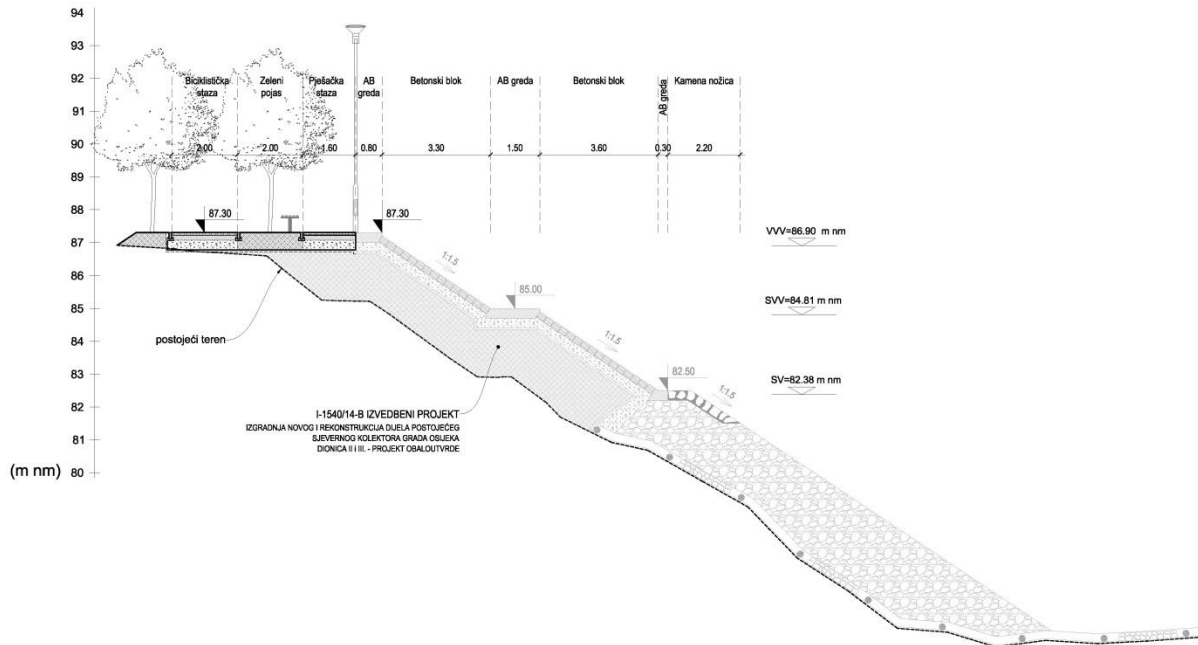 94
93
92
91
90
89
88
87
86
85
84
83
82
81
80
(m nm)
Biciklistička
staza
Zeleni
pojas
Pješačka
staza
AB
greda
Betonski blok
AB greda
Betonski blok
AB greda
Kamena nožica
2.00
2.00
1.60
0.80
3.30
1.50
3.60
0.30
2.20
87.30
87.30
VVV=86.90 m nm
1:1.5
85.00
SVV=84.81 m nm
postojeći teren
1:1.5
82.50
1:1.5
SV=82.38 m nm
I-1540/14-B IZVEDBENI PROJEKT
IZGRADNJA NOVOG I REKONSTRUKCIJA DIJELA POSTOJEĆEG
SJEVERNOG KOLEKTORA GRADA OSIJEKA
DIONICA II i III. - PROJEKT OBALOUTVRDE